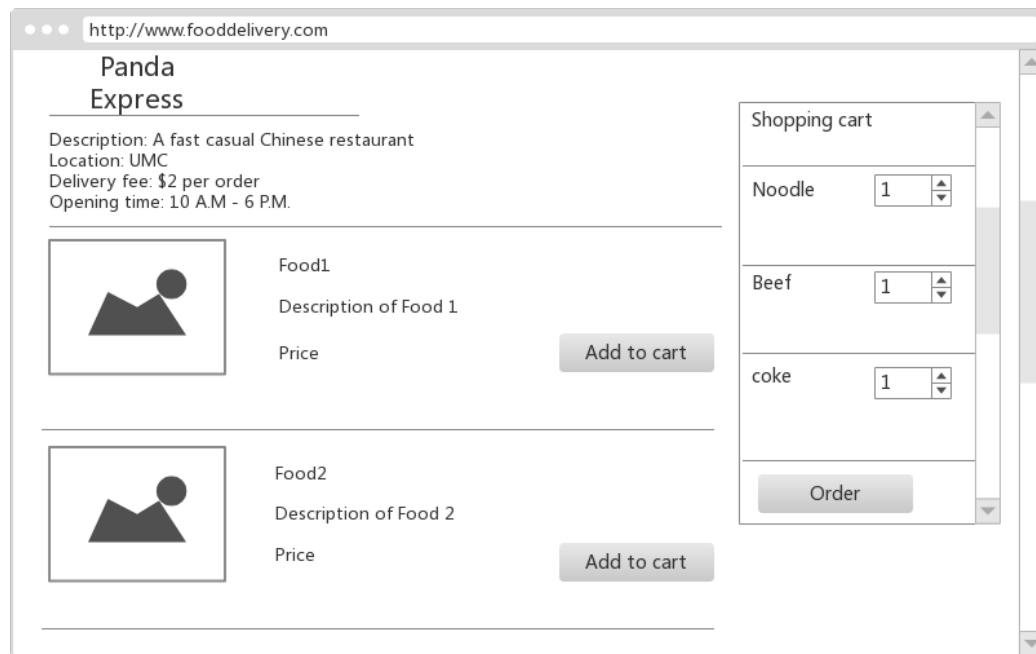 http://www.fooddelivery.com
Panda
Express
Description: A fast casual Chinese restaurant
Location: UMC
Delivery fee: $2 per order
Opening time: 10 A.M - 6 P.M.
Food1
Description of Food 1
Price
Add to cart
Food2
Description of Food 2
Price
Add to cart
Shopping cart
Noodle 1
Beef 1
coke 1
Order